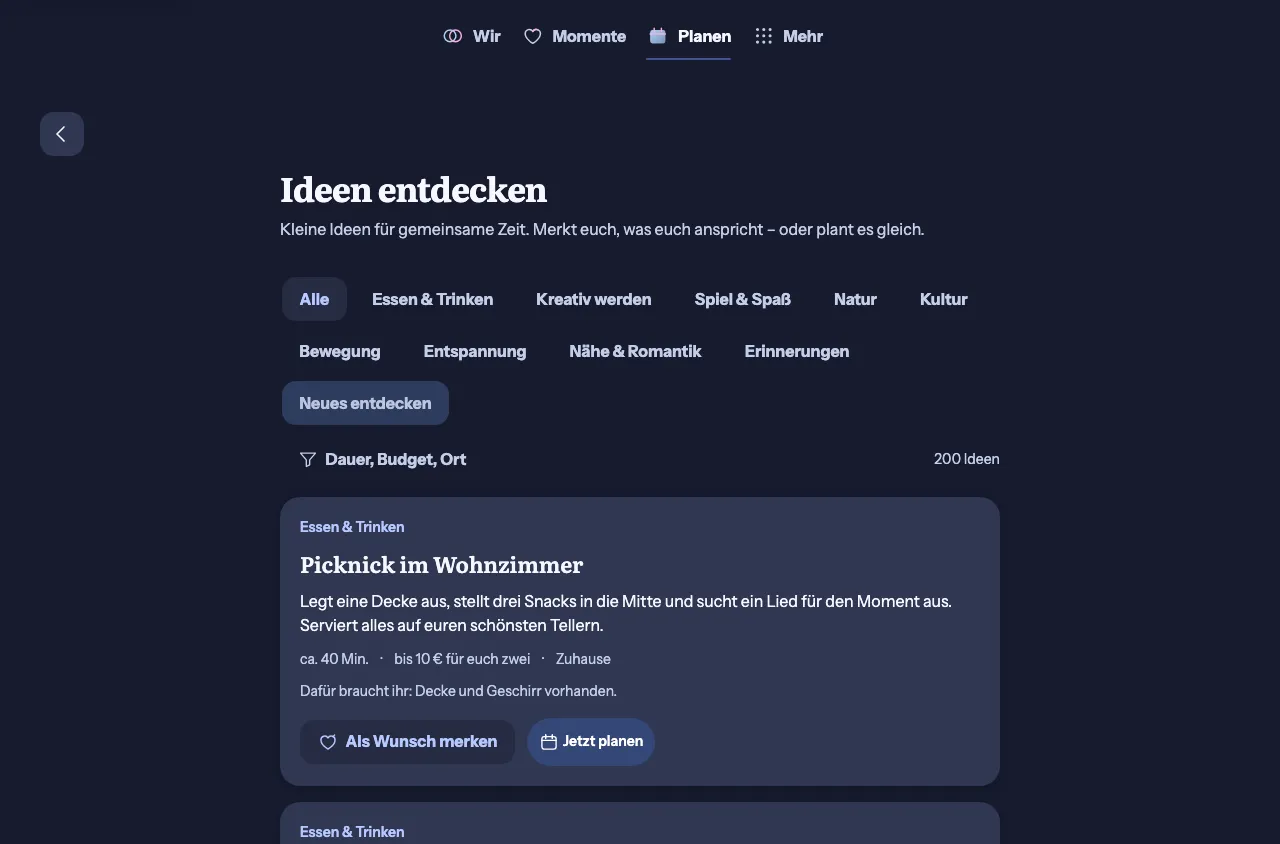 Wir Momente Planen Mehr
Ideen entdecken
Kleine Ideen für gemeinsame Zeit. Merkt euch, was euch anspricht – oder plant es gleich.
Alle Essen & Trinken Kreativ werden Spiel & Spaß Natur Kultur
Bewegung Entspannung Nähe & Romantik Erinnerungen
Neues entdecken
Dauer, Budget, Ort 200 Ideen
Essen & Trinken
Picknick im Wohnzimmer
Legt eine Decke aus, stellt drei Snacks in die Mitte und sucht ein Lied für den Moment aus.
Serviert alles auf euren schönsten Tellern.
ca. 40 Min. · bis 10 € für euch zwei · Zuhause
Dafür braucht ihr: Decke und Geschirr vorhanden.
Als Wunsch merken Jetzt planen
Essen & Trinken